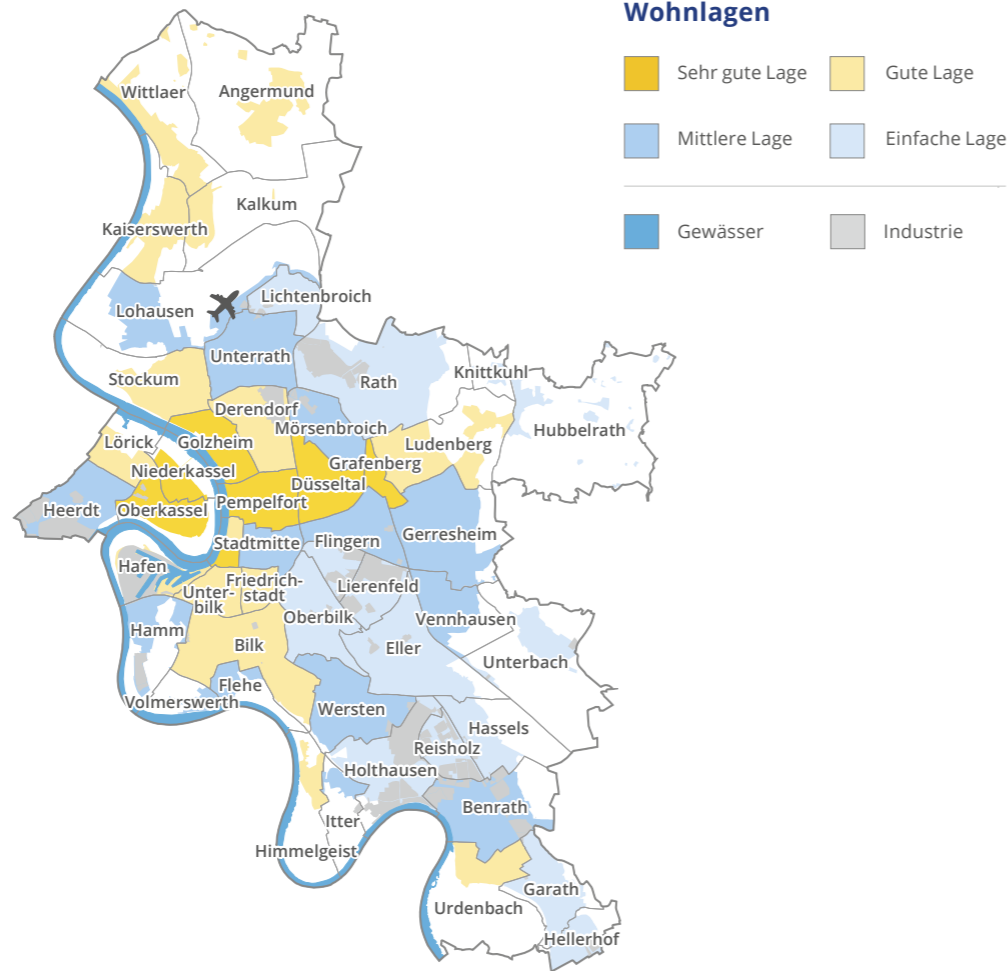 Wohnlagen
Sehr gute Lage
Gute Lage
Mittlere Lage
Einfache Lage
Gewässer
Industrie
Wittlaer
Angermund
Kalkum
Kaiserswerth
Lichtenbroich
Lohausen
Unterrath
Stockum
Rath
Knittkuhl
Derendorf
Mörsenbroich
Hubbelrath
Lörick
Golzheim
Ludenberg
Grafenberg
Niederkassel
Düsseltal
Heerdt
Oberkassel
Pempelfort
Stadtmitte
Flingern
Gerresheim
Hafen
Unter-
bilk
Friedrich-
stadt
Lierenfeld
Oberbilk
Vennhausen
Hamm
Bilk
Eller
Unterbach
Flehe
Volmerswerth
Wersten
Hassels
Reisholz
Holthausen
Benrath
Itter
Himmelgeist
Garath
Urdenbach
Hellerhof